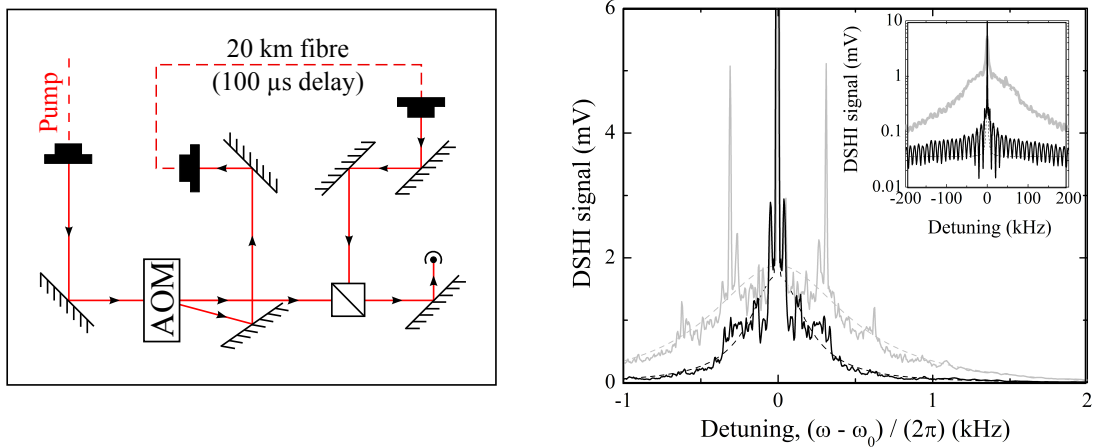 20 km fibre
(100 µs delay)
Pump
AOM
DSHI signal (mV)
6
4
2
0
-1
0
1
2
Detuning, (ω - ω0) / (2π) (kHz)
DSHI signal (mV)
10
1
0.1
0.01
-200
-100
0
100
200
Detuning (kHz)